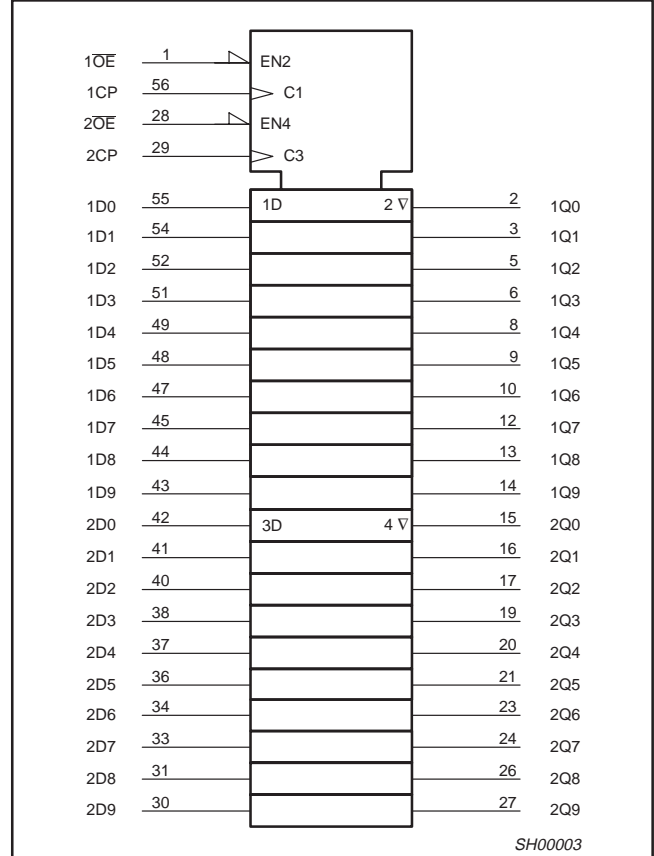 1O̅E̅ 1 EN2
1CP 56 C1
2O̅E̅ 28 EN4
2CP 29 C3
1D0 55 1D 2 ∇ 2 1Q0
1D1 54 3 1Q1
1D2 52 5 1Q2
1D3 51 6 1Q3
1D4 49 8 1Q4
1D5 48 9 1Q5
1D6 47 10 1Q6
1D7 45 12 1Q7
1D8 44 13 1Q8
1D9 43 14 1Q9
2D0 42 3D 4 ∇ 15 2Q0
2D1 41 16 2Q1
2D2 40 17 2Q2
2D3 38 19 2Q3
2D4 37 20 2Q4
2D5 36 21 2Q5
2D6 34 23 2Q6
2D7 33 24 2Q7
2D8 31 26 2Q8
2D9 30 27 2Q9
SH00003